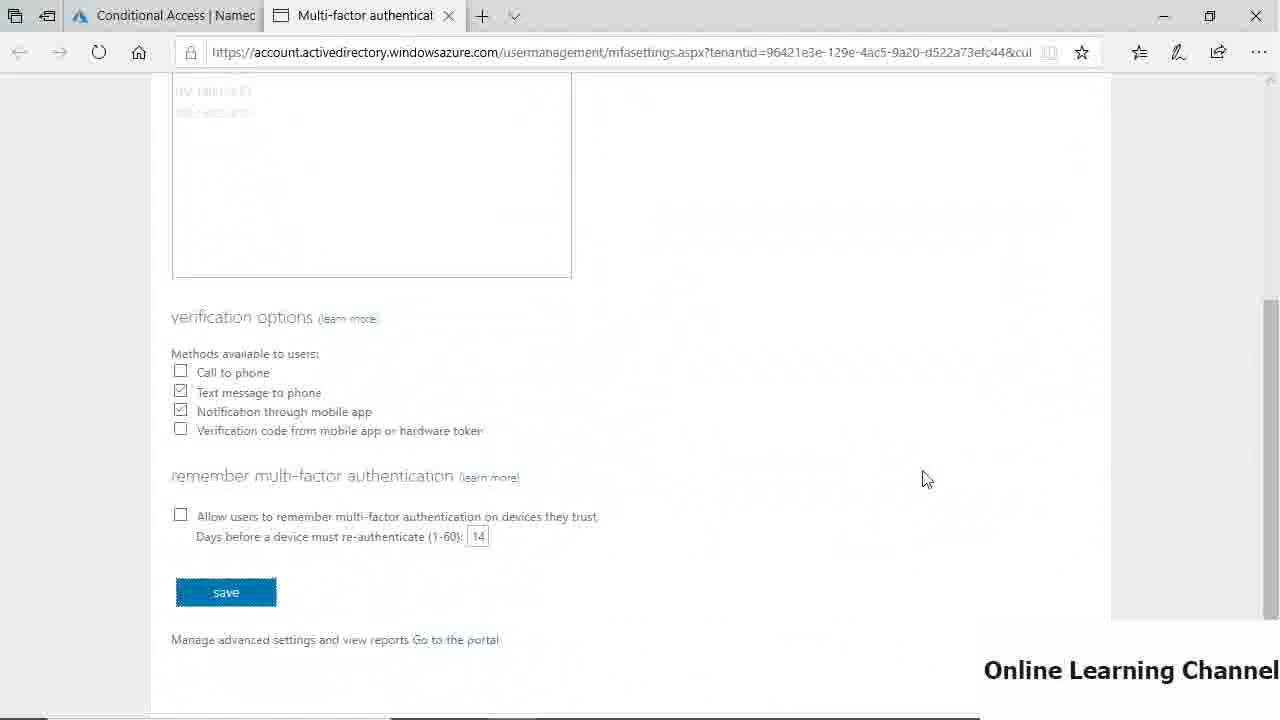 Conditional Access | Named
Multi-factor authenticat
https://account.activedirectory.windowsazure.com/usermanagement/mfasettings.aspx?tenantid=96421e3e-129e-4ac5-9a20-d522a73efc44&cul
verification options (learn more)
Methods available to users:
Call to phone
Text message to phone
Notification through mobile app
Verification code from mobile app or hardware token
remember multi-factor authentication (learn more)
Allow users to remember multi-factor authentication on devices they trust
Days before a device must re-authenticate (1-60): 14
save
Manage advanced settings and view reports Go to the portal
Online Learning Channel